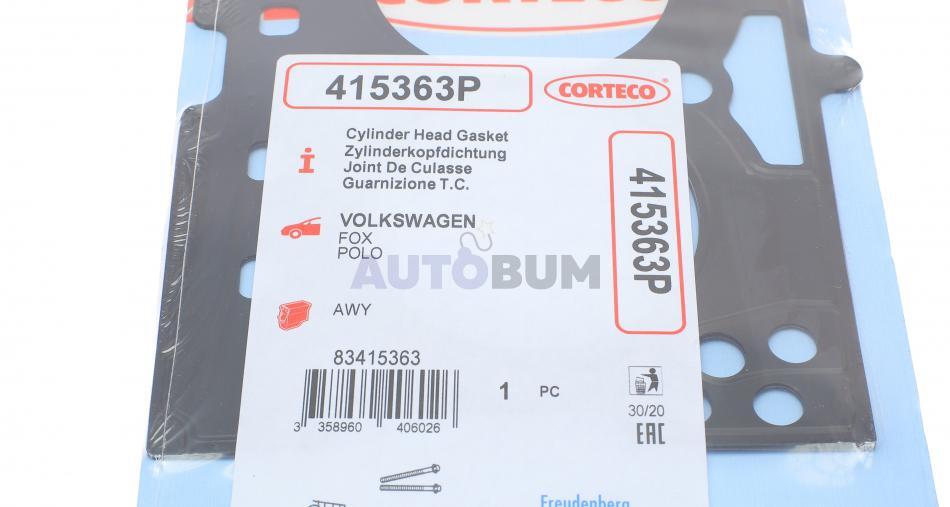 CORTECO
415363P
CORTECO
Cylinder Head Gasket
Zylinderkopfdichtung
Joint De Culasse
Guarnizione T.C.
415363P
VOLKSWAGEN
FOX
POLO
AUTOBUM
AWY
83415363
3 358960 406026
1 PC
30/20
EAC
Freudenberg